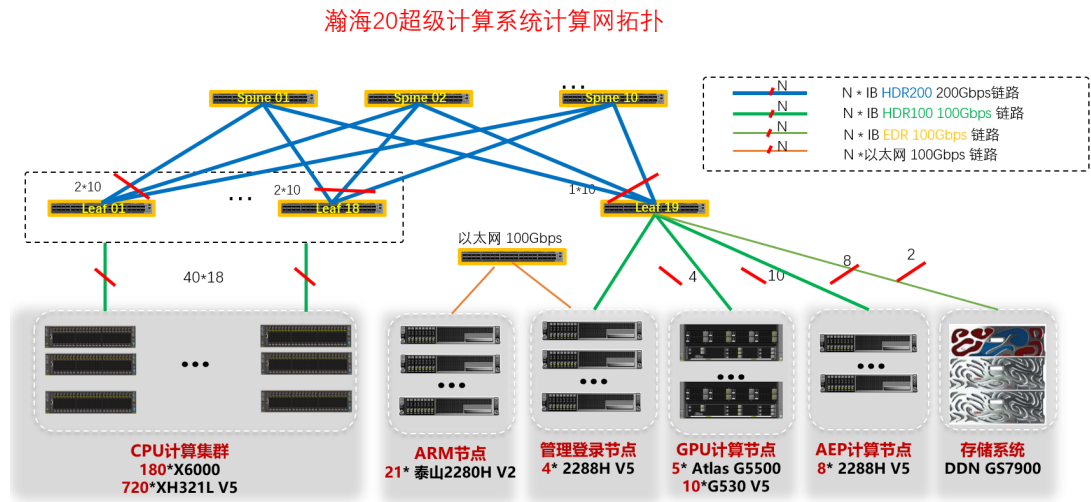 瀚海20超级计算系统计算网拓扑
Spine 01
Spine 02
...
Spine 10
N
N * IB HDR200 200Gbps链路
N
N * IB HDR100 100Gbps 链路
N
N * IB EDR 100Gbps 链路
N
N *以太网 100Gbps 链路
2*10
2*10
1*10
Leaf 01
...
Leaf 18
Leaf 19
以太网 100Gbps
40*18
4
10
8
2
...
...
...
...
...
CPU计算集群
180*X6000
720*XH321L V5
ARM节点
21* 泰山2280H V2
管理登录节点
4* 2288H V5
GPU计算节点
5* Atlas G5500
10*G530 V5
AEP计算节点
8* 2288H V5
存储系统
DDN GS7900